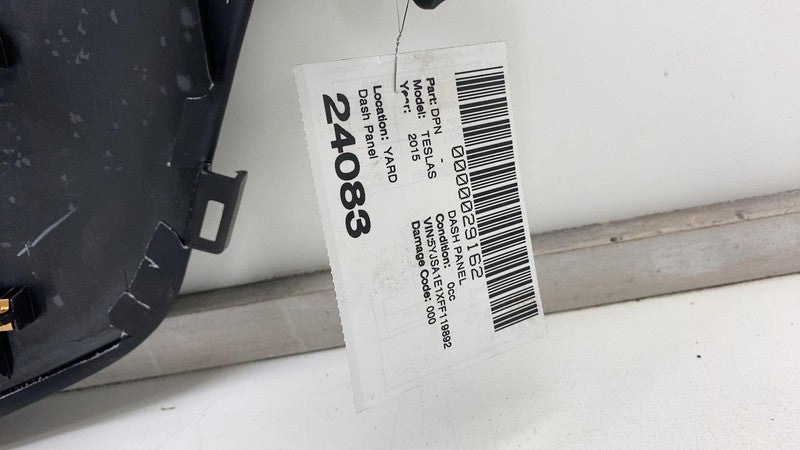 0000029162
Part: DPN - DASH PANEL
Model: TESLAS Condition: 0cc
Year: 2015 VIN:5YJSA1E1XFF119892
Damage Code: 000
Location: YARD
Dash Panel
24083